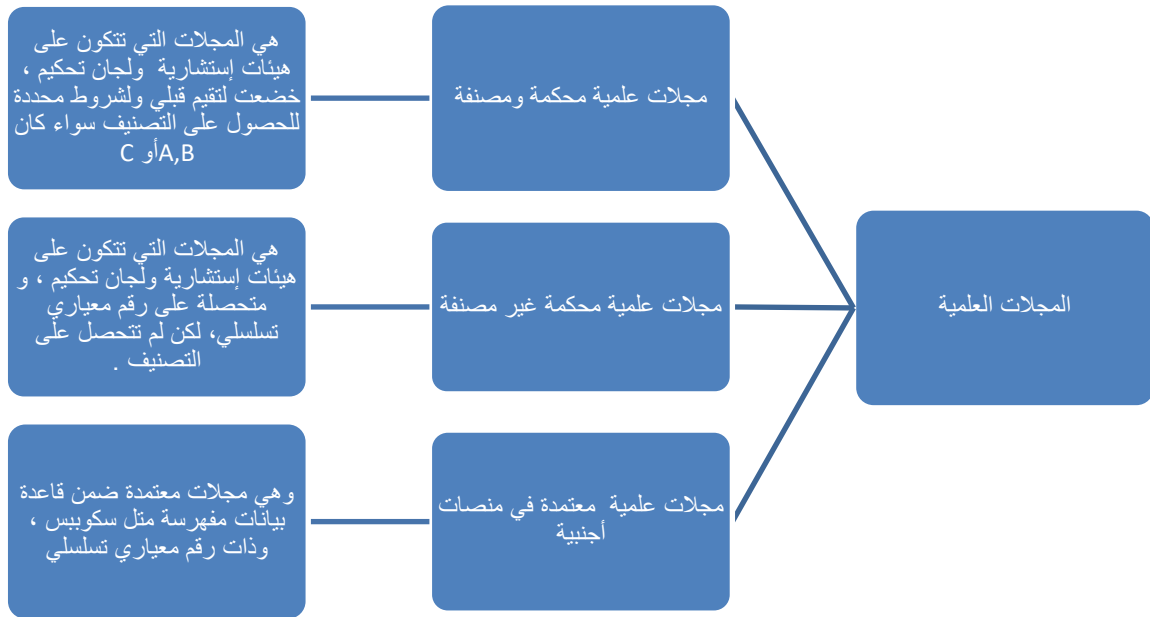 المجلات العلمية
مجلات علمية محكمة ومصنفة
هي المجلات التي تتكون على
هيئات إستشارية ولجان تحكيم ،
خضعت لتقيم قبلي ولشروط محددة
للحصول على التصنيف سواء كان
A,Bأو C
مجلات علمية محكمة غير مصنفة
هي المجلات التي تتكون على
هيئات إستشارية ولجان تحكيم ، و
متحصلة على رقم معياري
تسلسلي، لكن لم تتحصل على
التصنيف .
مجلات علمية معتمدة في منصات
أجنبية
وهي مجلات معتمدة ضمن قاعدة
بيانات مفهرسة متل سكوبيس ،
وذات رقم معياري تسلسلي